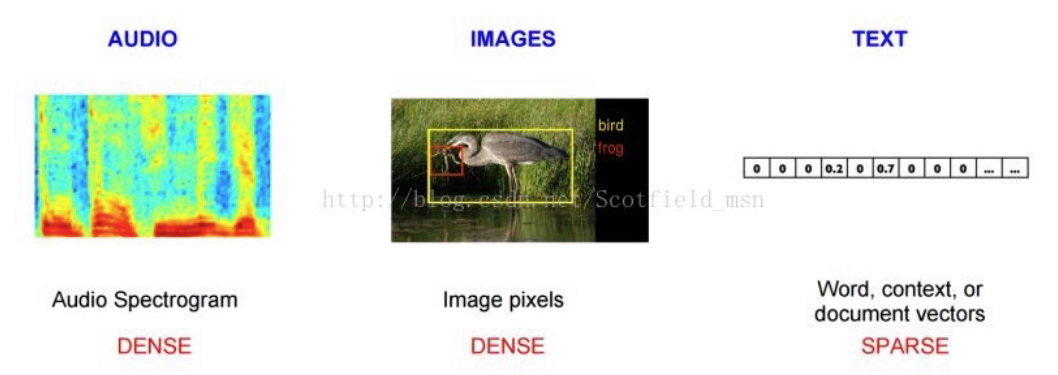 AUDIO
IMAGES
TEXT
bird
frog
0 0 0 0.2 0 0.7 0 0 0 ... ...
http://blog.csdn.net/Scotfield_msn
Audio Spectrogram
Image pixels
Word, context, or
document vectors
DENSE
DENSE
SPARSE